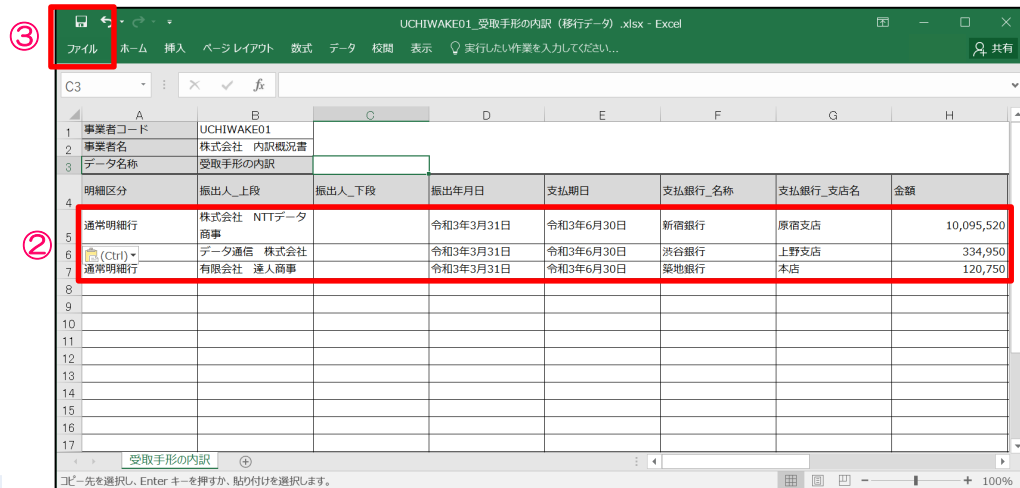 ③
UCHIWAKE01_受取手形の内訳（移行データ）.xlsx - Excel
ファイル ホーム 挿入 ページ レイアウト 数式 データ 校閲 表示 実行したい作業を入力してください... 共有
C3 fx
A B C D E F G H
1 事業者コード UCHIWAKE01
2 事業者名 株式会社　内訳概況書
3 データ名称 受取手形の内訳
4 明細区分 振出人_上段 振出人_下段 振出年月日 支払期日 支払銀行_名称 支払銀行_支店名 金額
②
5 通常明細行 株式会社　NTTデータ商事 令和3年3月31日 令和3年6月30日 新宿銀行 原宿支店 10,095,520
6 (Ctrl) データ通信　株式会社 令和3年3月31日 令和3年6月30日 渋谷銀行 上野支店 334,950
7 通常明細行 有限会社　達人商事 令和3年3月31日 令和3年6月30日 築地銀行 本店 120,750
8
9
10
11
12
13
14
15
16
17
受取手形の内訳
コピー先を選択し、Enter キーを押すか、貼り付けを選択します。 100%